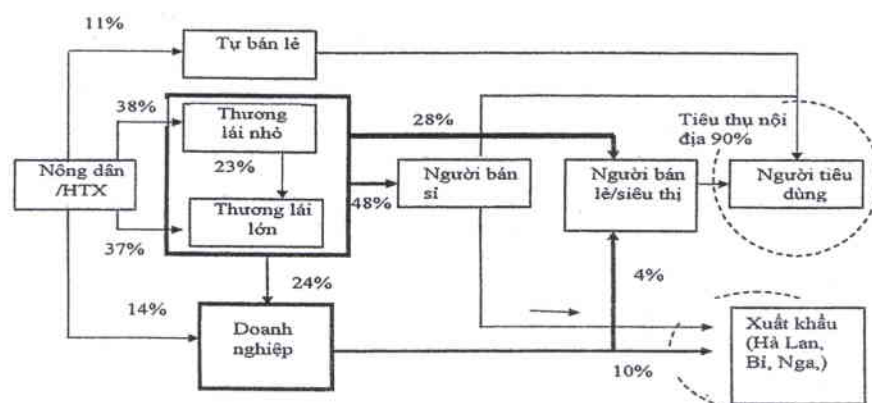 11%
Tự bán lẻ
38%
Thương
lái nhỏ
28%
Tiêu thụ nội
địa 90%
Nông dân
/HTX
23%
Người bán
sỉ
Người bán
lẻ/siêu thị
Người tiêu
dùng
48%
Thương lái
lớn
37%
24%
4%
14%
Doanh
nghiệp
Xuất khẩu
(Hà Lan,
Bỉ, Nga,)
10%